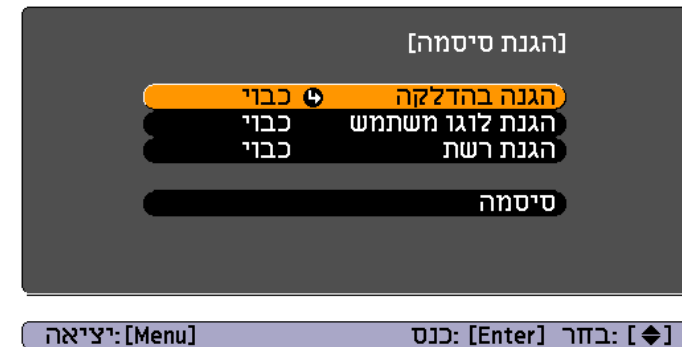 [הגנת סיסמה]
הגנה בהדלקה כבוי
הגנת לוגו משתמש כבוי
הגנת רשת כבוי
סיסמה
[◆] :בחר [Enter] :כנס [Menu] :יציאה